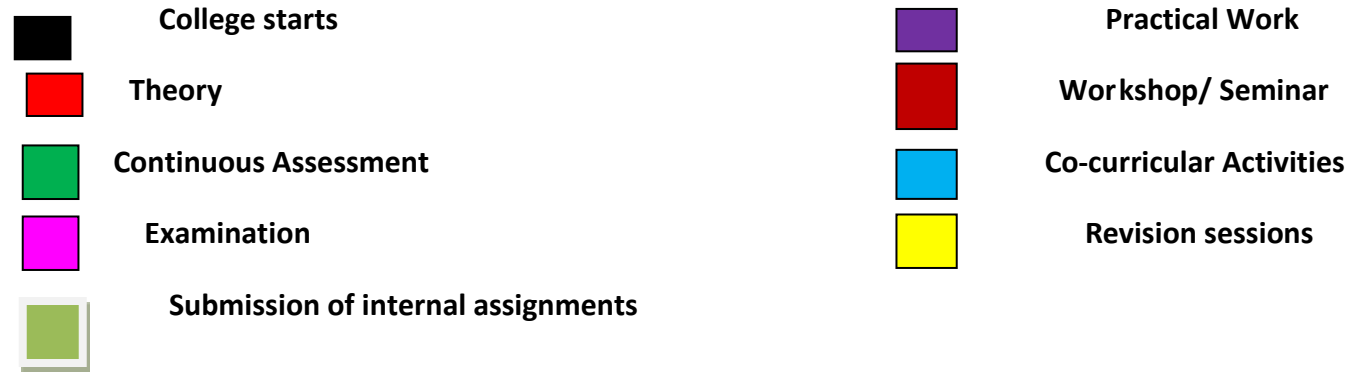 College starts
Practical Work
Theory
Workshop/ Seminar
Continuous Assessment
Co-curricular Activities
Examination
Revision sessions
Submission of internal assignments